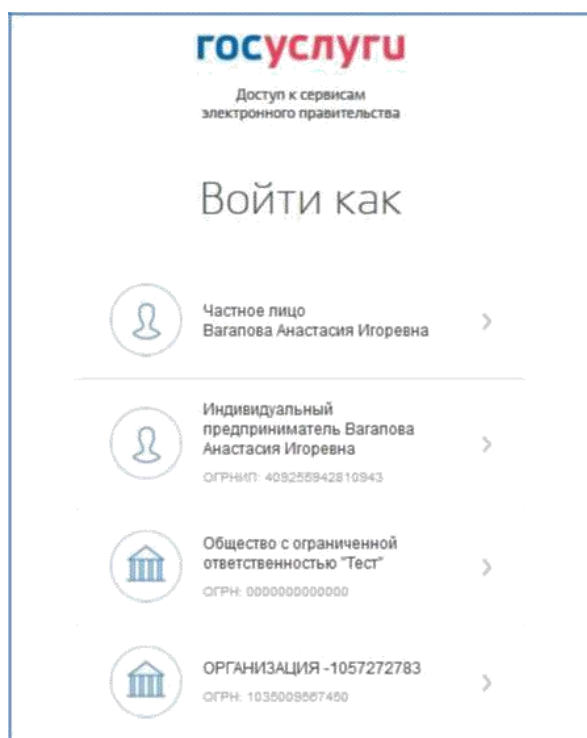 госуслуги
Доступ к сервисам
электронного правительства
Войти как
Частное лицо
Вагапова Анастасия Игоревна
Индивидуальный
предприниматель Вагапова
Анастасия Игоревна
ОГРНИП: 409255942810943
Общество с ограниченной
ответственностью "Тест"
ОГРН: 0000000000000
ОРГАНИЗАЦИЯ -1057272783
ОГРН: 1035009567450